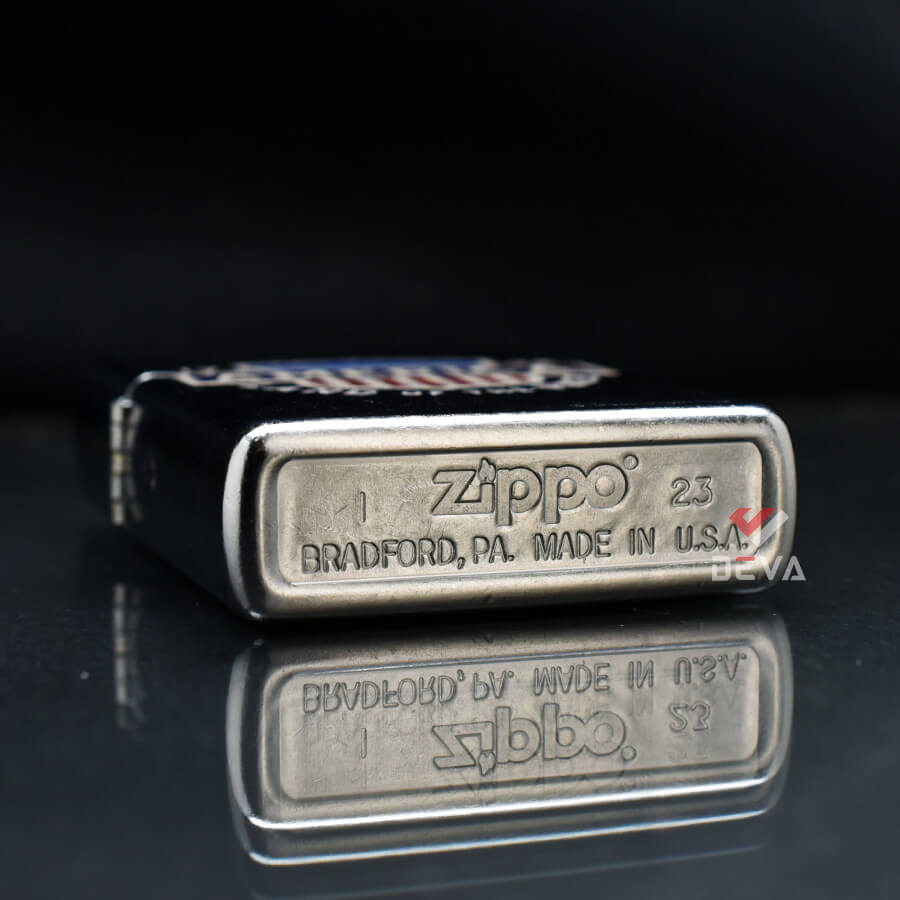 I zippo® 23
BRADFORD, PA. MADE IN U.S.A.
DEVA